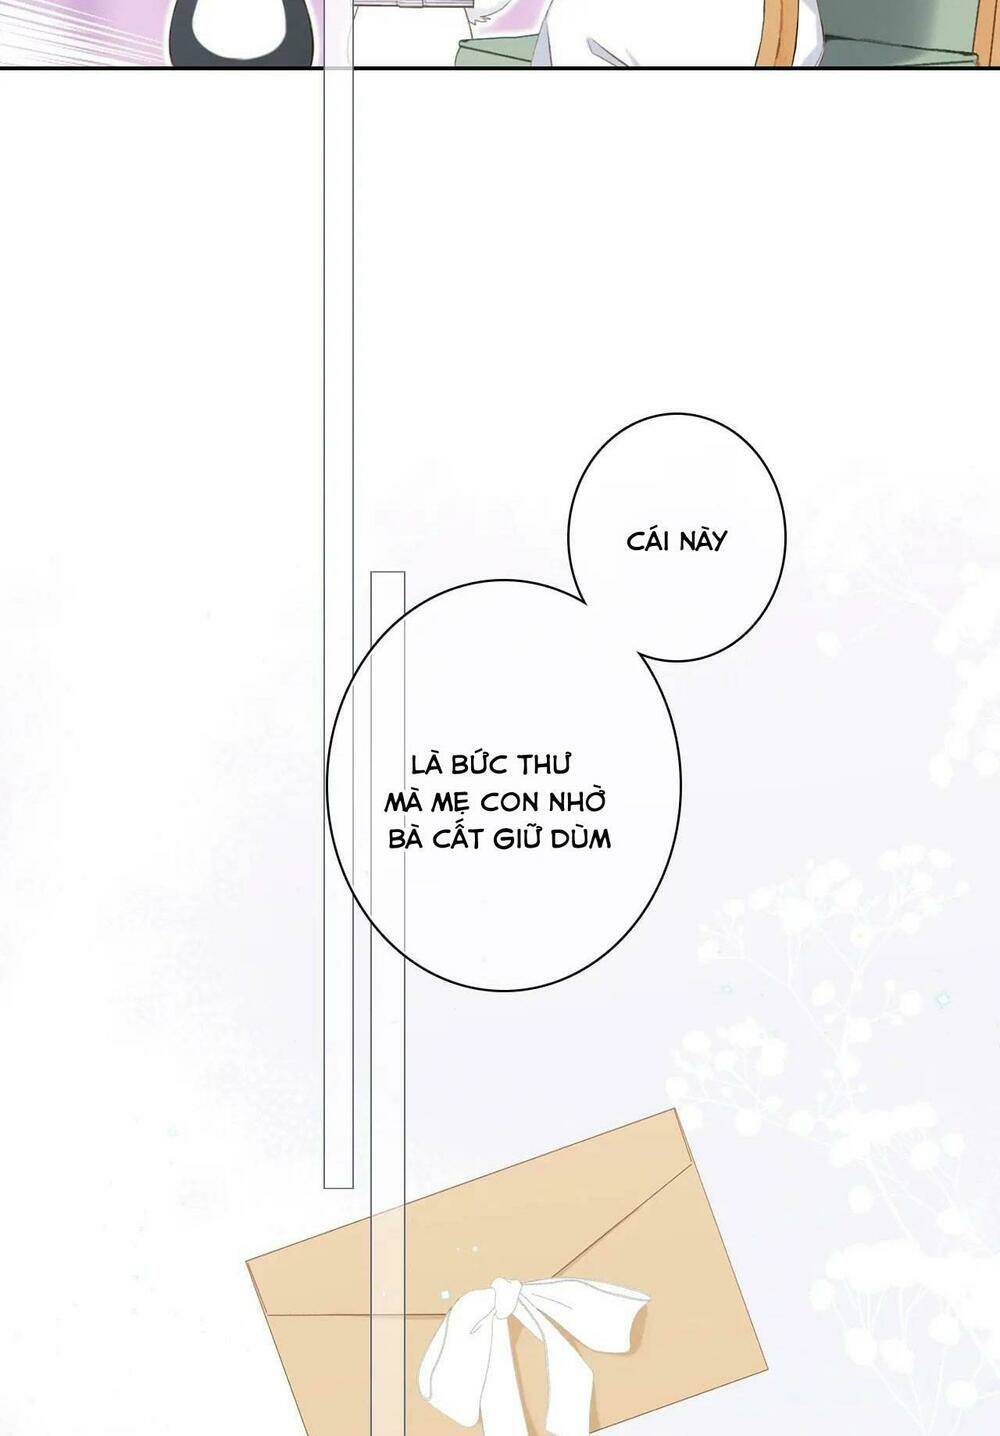 CÁI NÀY
LÀ BỨC THƯ
MÀ MẸ CON NHỜ
BÀ CẤT GIỮ DÙM